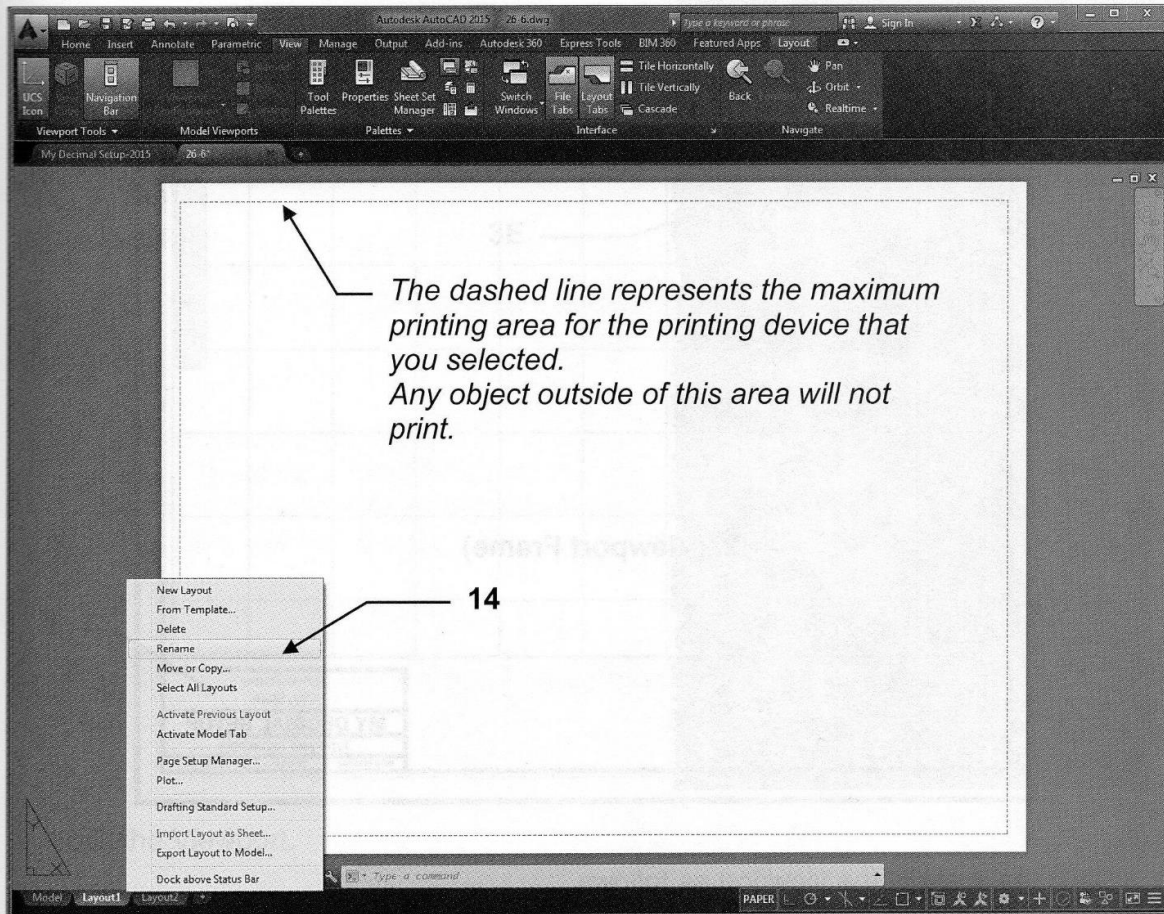 Autodesk AutoCAD 2015 26-6.dwg
Type a keyword or phrase
Sign In
Home Insert Annotate Parametric View Manage Output Add-ins Autodesk 360 Express Tools BIM 360 Featured Apps Layout
UCS Icon
Navigation Bar
Tool Palettes
Properties
Sheet Set Manager
Switch Windows
File Tabs
Layout Tabs
Tile Horizontally
Tile Vertically
Cascade
Back
Pan
Orbit
Realtime
Viewport Tools
Model Viewports
Palettes
Interface
Navigate
My Decimal Setup-2015
26-6*
The dashed line represents the maximum
printing area for the printing device that
you selected.
Any object outside of this area will not
print.
14
New Layout
From Template...
Delete
Rename
Move or Copy...
Select All Layouts
Activate Previous Layout
Activate Model Tab
Page Setup Manager...
Plot...
Drafting Standard Setup...
Import Layout as Sheet...
Export Layout to Model...
Dock above Status Bar
Type a command
Model Layout1 Layout2 +
PAPER